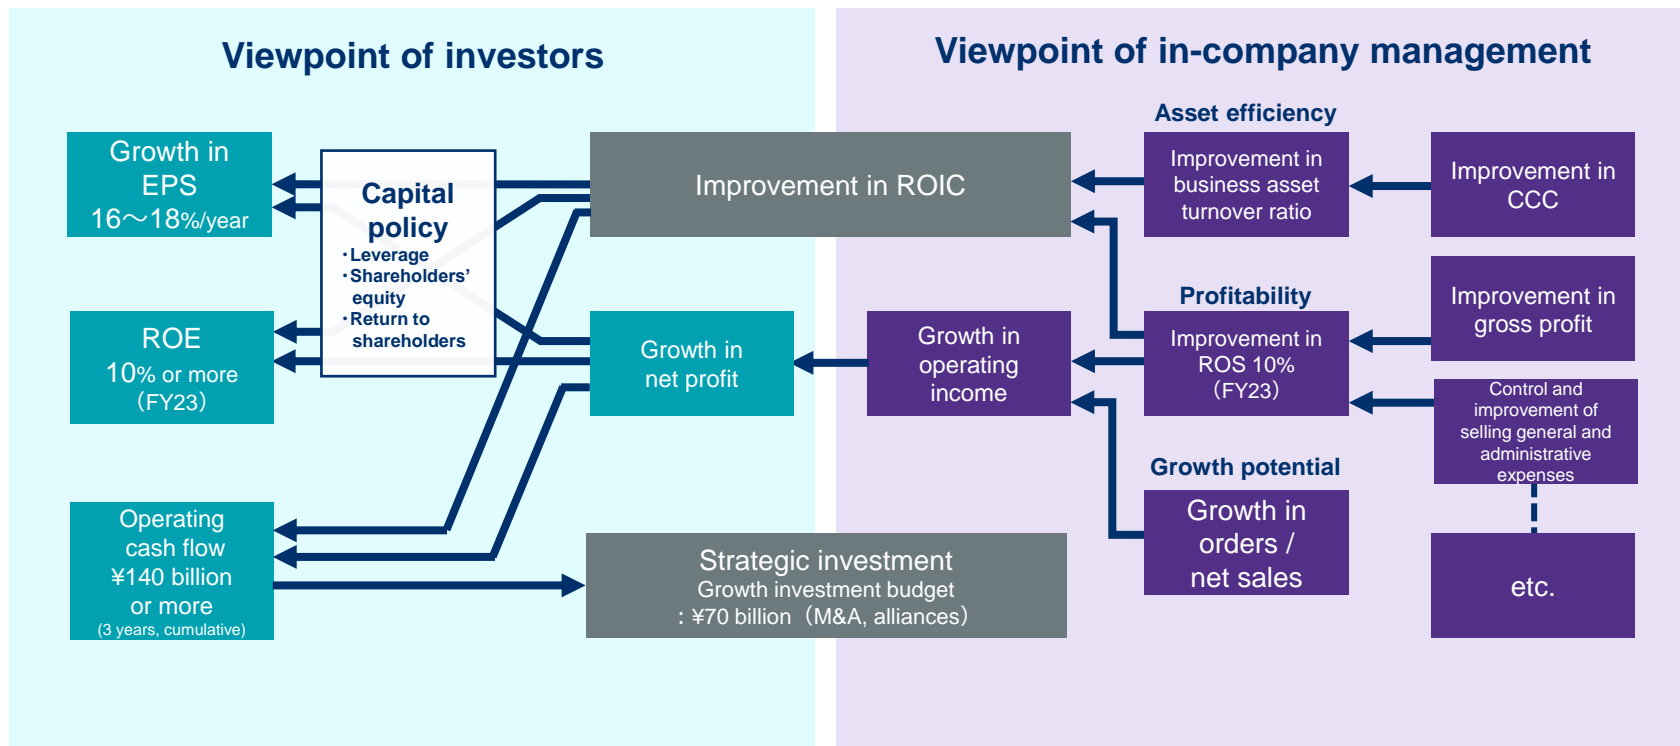 Viewpoint of investors
Growth in
EPS
16～18%/year
ROE
10% or more
（FY23）
Operating
cash flow
¥140 billion
or more
(3 years, cumulative)
Capital
policy
・Leverage
・Shareholders’
equity
・Return to
shareholders
Improvement in ROIC
Growth in
net profit
Strategic investment
Growth investment budget
：¥70 billion（M&A, alliances）
Viewpoint of in-company management
Growth in
operating
income
Asset efficiency
Improvement in
business asset
turnover ratio
Profitability
Improvement in
ROS 10%
（FY23）
Growth potential
Growth in
orders /
net sales
Improvement in
CCC
Improvement in
gross profit
Control and
improvement of
selling general and
administrative
expenses
etc.